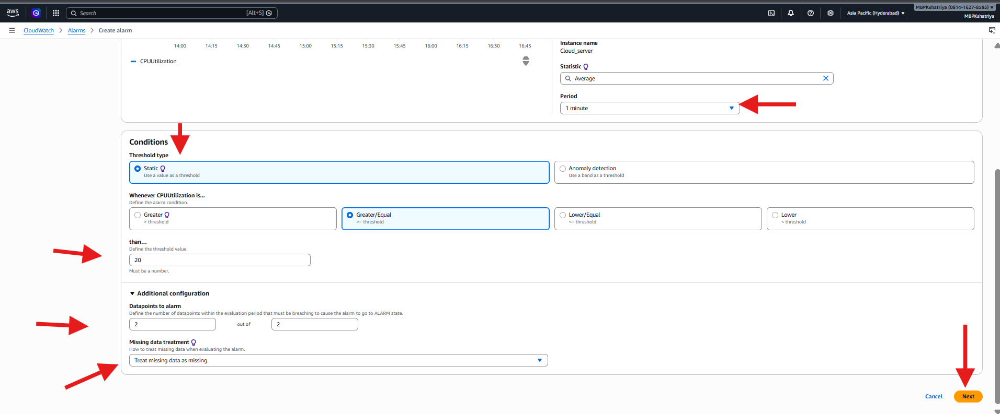 aws
Search
[Alt+S]
Asia Pacific (Hyderabad)
MBPKshatriya (0814-1627-8585)
MBPKshatriya
CloudWatch
Alarms
Create alarm
14:00 14:15 14:30 14:45 15:00 15:15 15:30 15:45 16:00 16:15 16:30 16:45
CPUUtilization
Instance name
Cloud_server
Statistic
Average
Period
1 minute
Conditions
Threshold type
Static
Use a value as a threshold
Anomaly detection
Use a band as a threshold
Whenever CPUUtilization is...
Define the alarm condition.
Greater
> threshold
Greater/Equal
>= threshold
Lower/Equal
<= threshold
Lower
< threshold
than...
Define the threshold value.
20
Must be a number.
Additional configuration
Datapoints to alarm
Define the number of datapoints within the evaluation period that must be breaching to cause the alarm to go to ALARM state.
2 out of 2
Missing data treatment
How to treat missing data when evaluating the alarm.
Treat missing data as missing
Cancel
Next